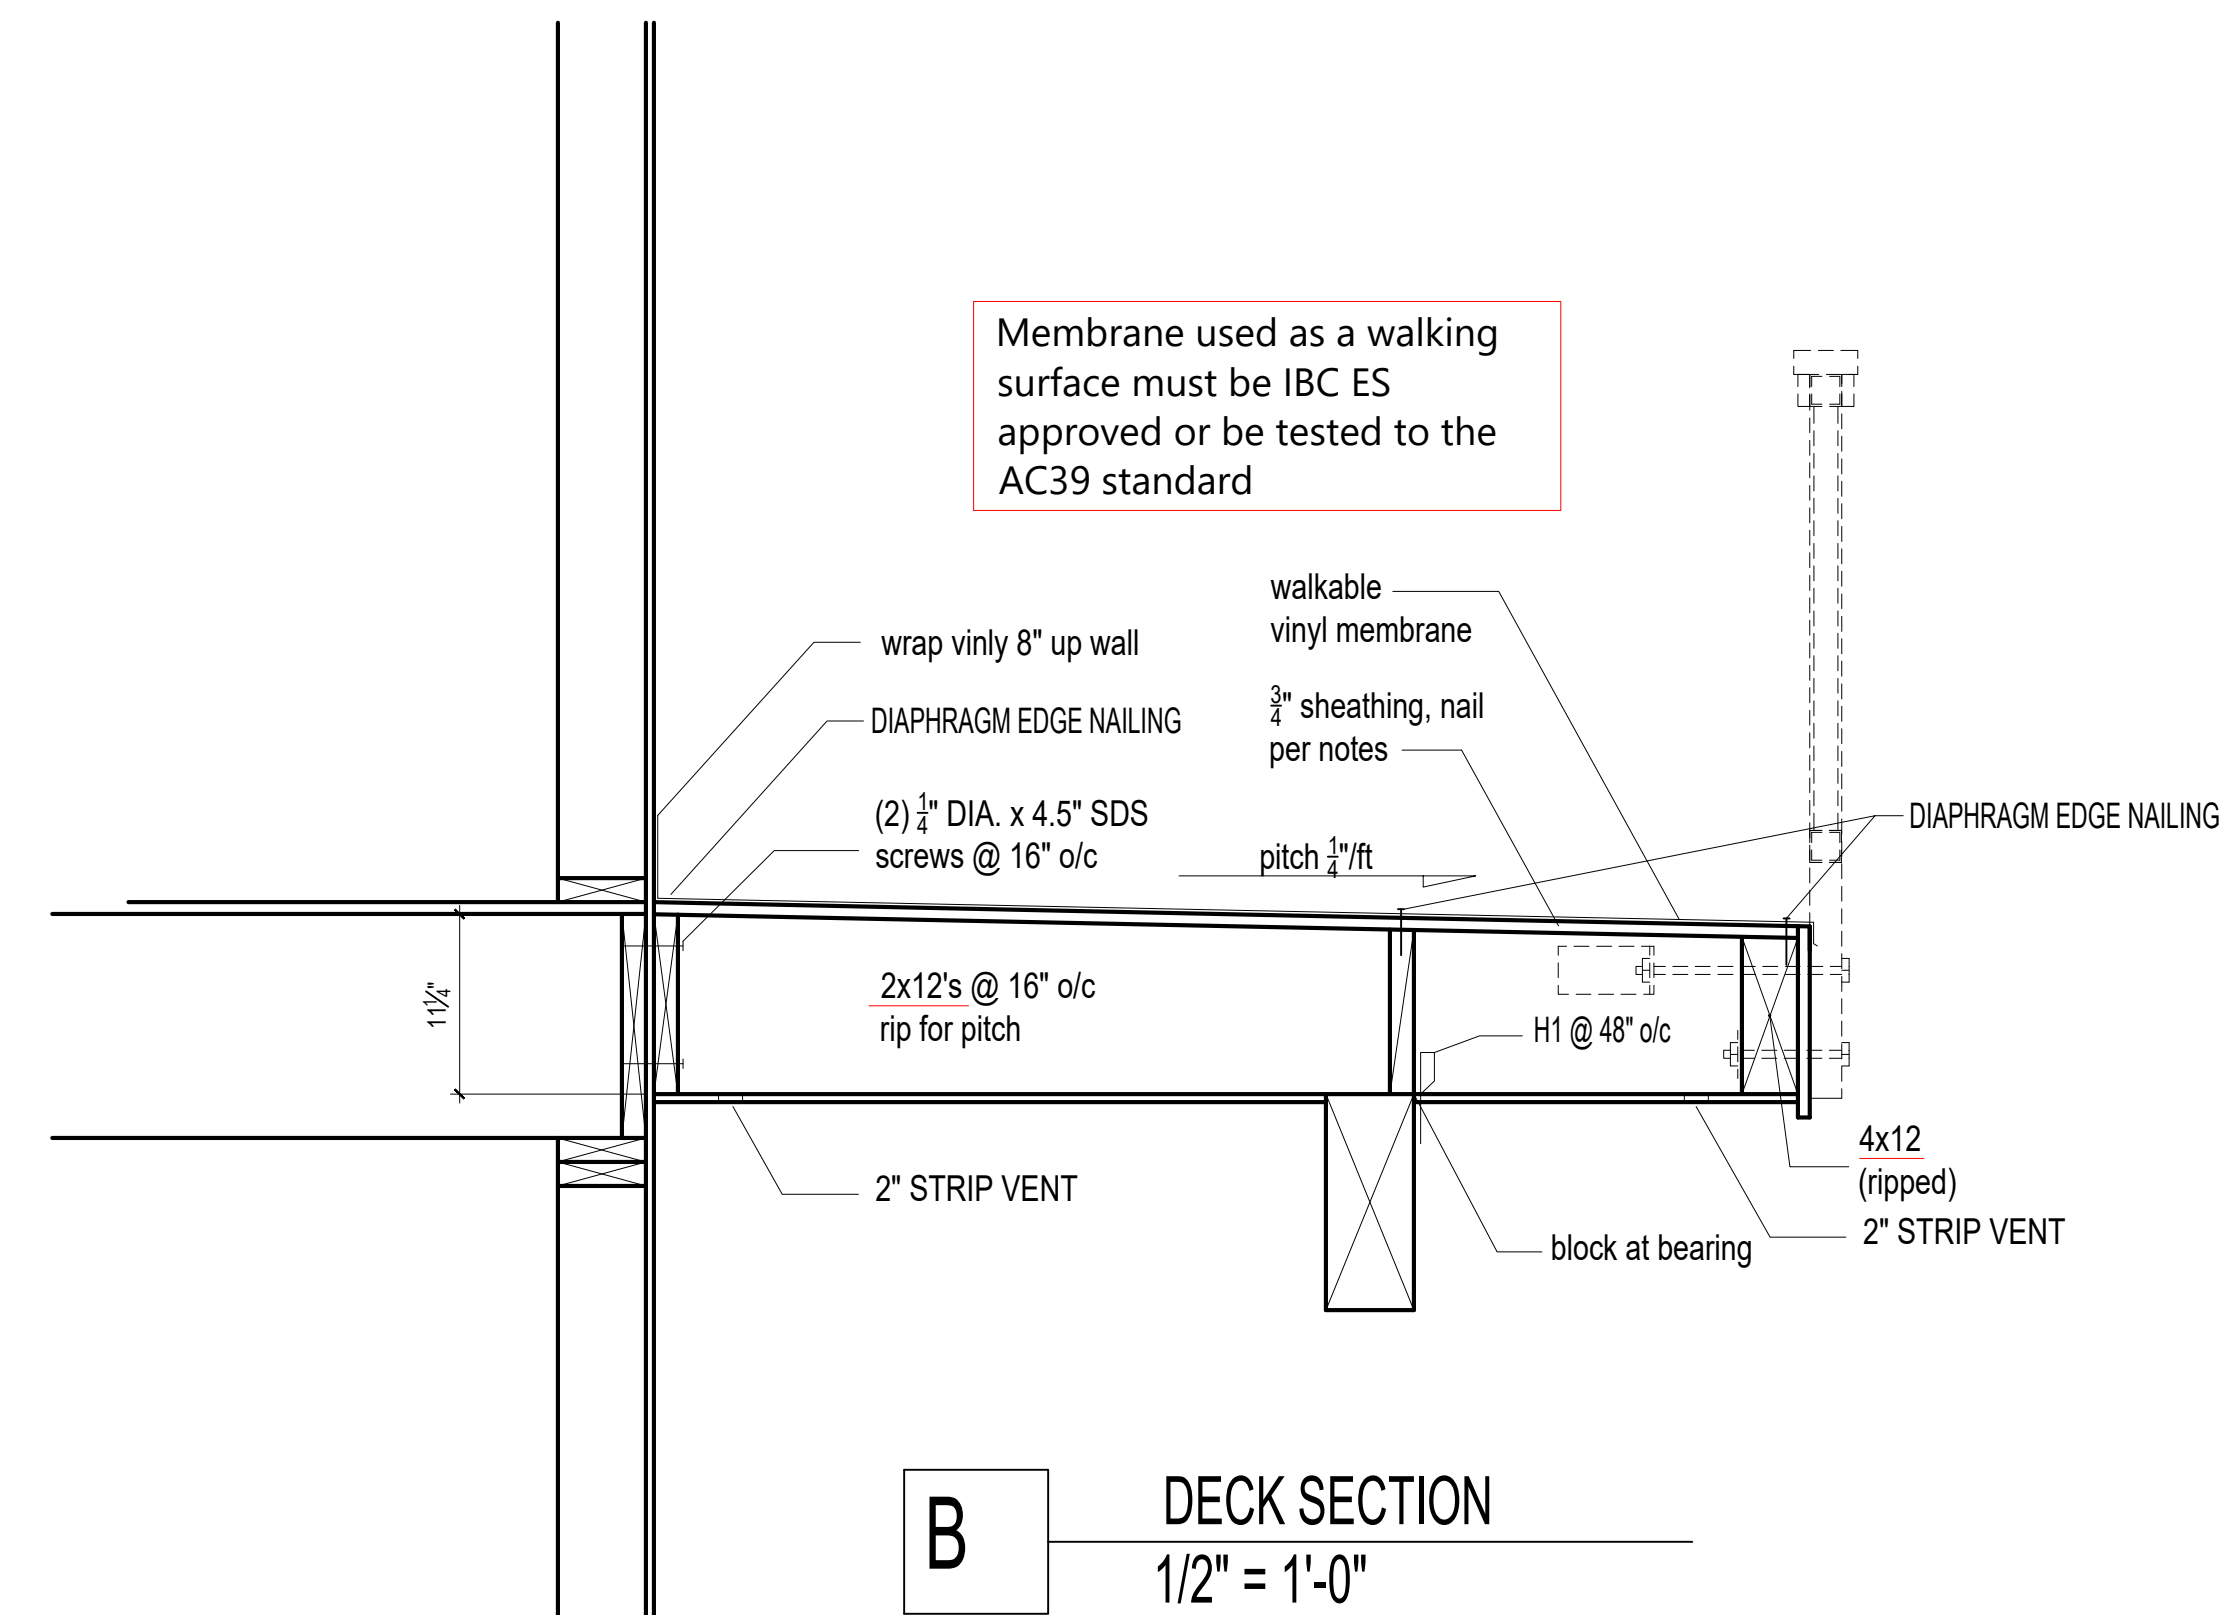 Membrane used as a walking
surface must be IBC ES
approved or be tested to the
AC39 standard
walkable
vinyl membrane
wrap vinly 8" up wall
3/4" sheathing, nail
per notes
DIAPHRAGM EDGE NAILING
(2) 1/4" DIA. x 4.5" SDS
screws @ 16" o/c
pitch 1/4"/ft
DIAPHRAGM EDGE NAILING
11 1/4"
2x12's @ 16" o/c
rip for pitch
H1 @ 48" o/c
4x12
(ripped)
2" STRIP VENT
2" STRIP VENT
block at bearing
B
DECK SECTION
1/2" = 1'-0"